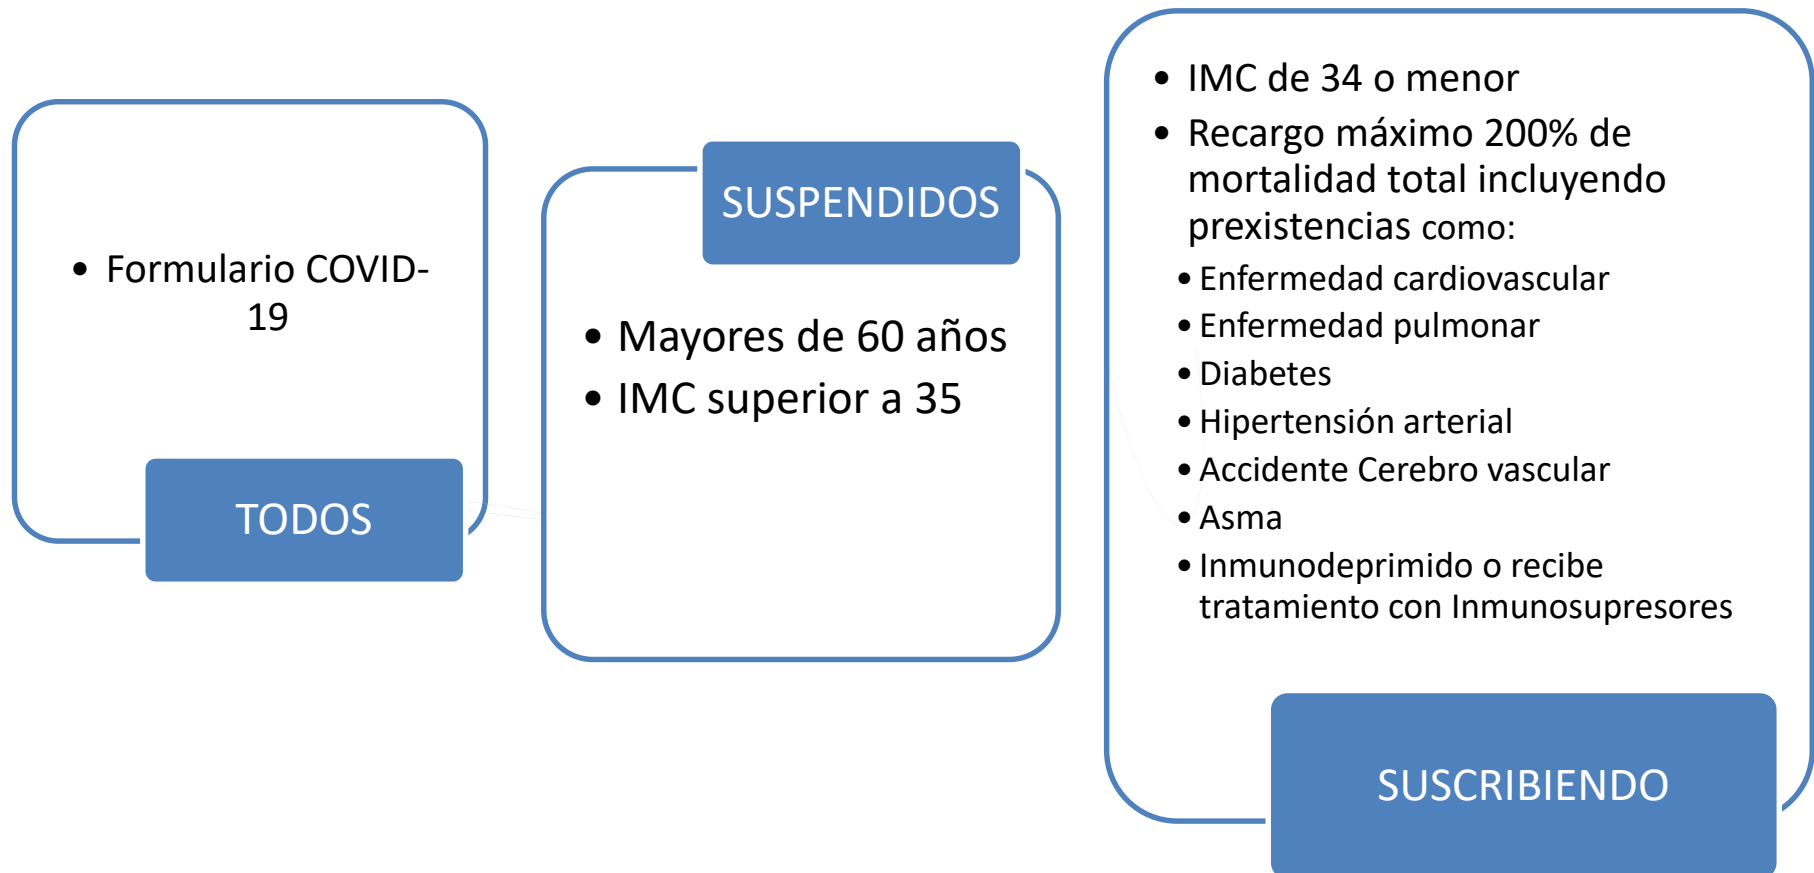 • Formulario COVID-
19
TODOS
SUSPENDIDOS
• Mayores de 60 años
• IMC superior a 35
• IMC de 34 o menor
• Recargo máximo 200% de
mortalidad total incluyendo
prexistencias como:
• Enfermedad cardiovascular
• Enfermedad pulmonar
• Diabetes
• Hipertensión arterial
• Accidente Cerebro vascular
• Asma
• Inmunodeprimido o recibe
tratamiento con Inmunosupresores
SUSCRIBIENDO